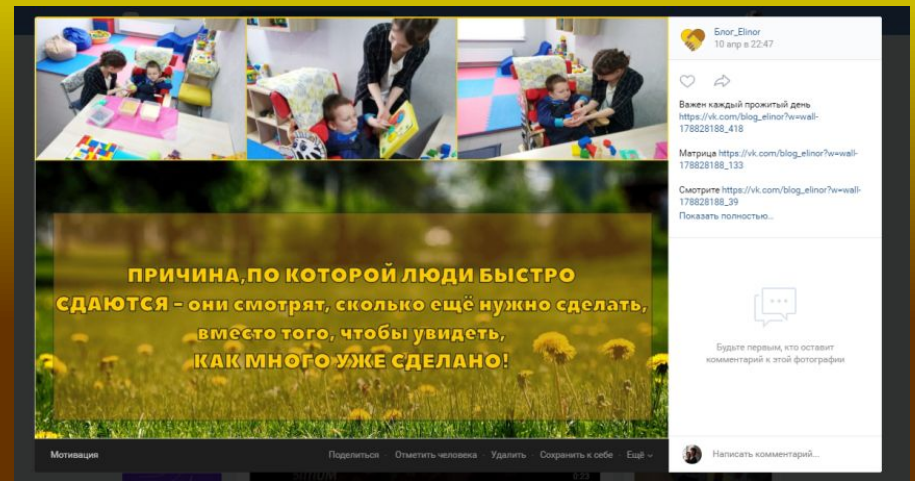 ПРИЧИНА,ПО КОТОРОЙ ЛЮДИ БЫСТРО
СДАЮТСЯ – они смотрят, сколько ещё нужно сделать,
вместо того, чтобы увидеть,
КАК МНОГО УЖЕ СДЕЛАНО!
Мотивация
Поделиться · Отметить человека · Удалить · Сохранить к себе · Ещё
Блог_Elinor
10 апр в 22:47
Важен каждый прожитый день
https://vk.com/blog_elinor?w=wall-
178828188_418
Матрица https://vk.com/blog_elinor?w=wall-
178828188_133
Смотрите https://vk.com/blog_elinor?w=wall-
178828188_39
Показать полностью...
Будьте первым, кто оставит
комментарий к этой фотографии
Написать комментарий...
0:23